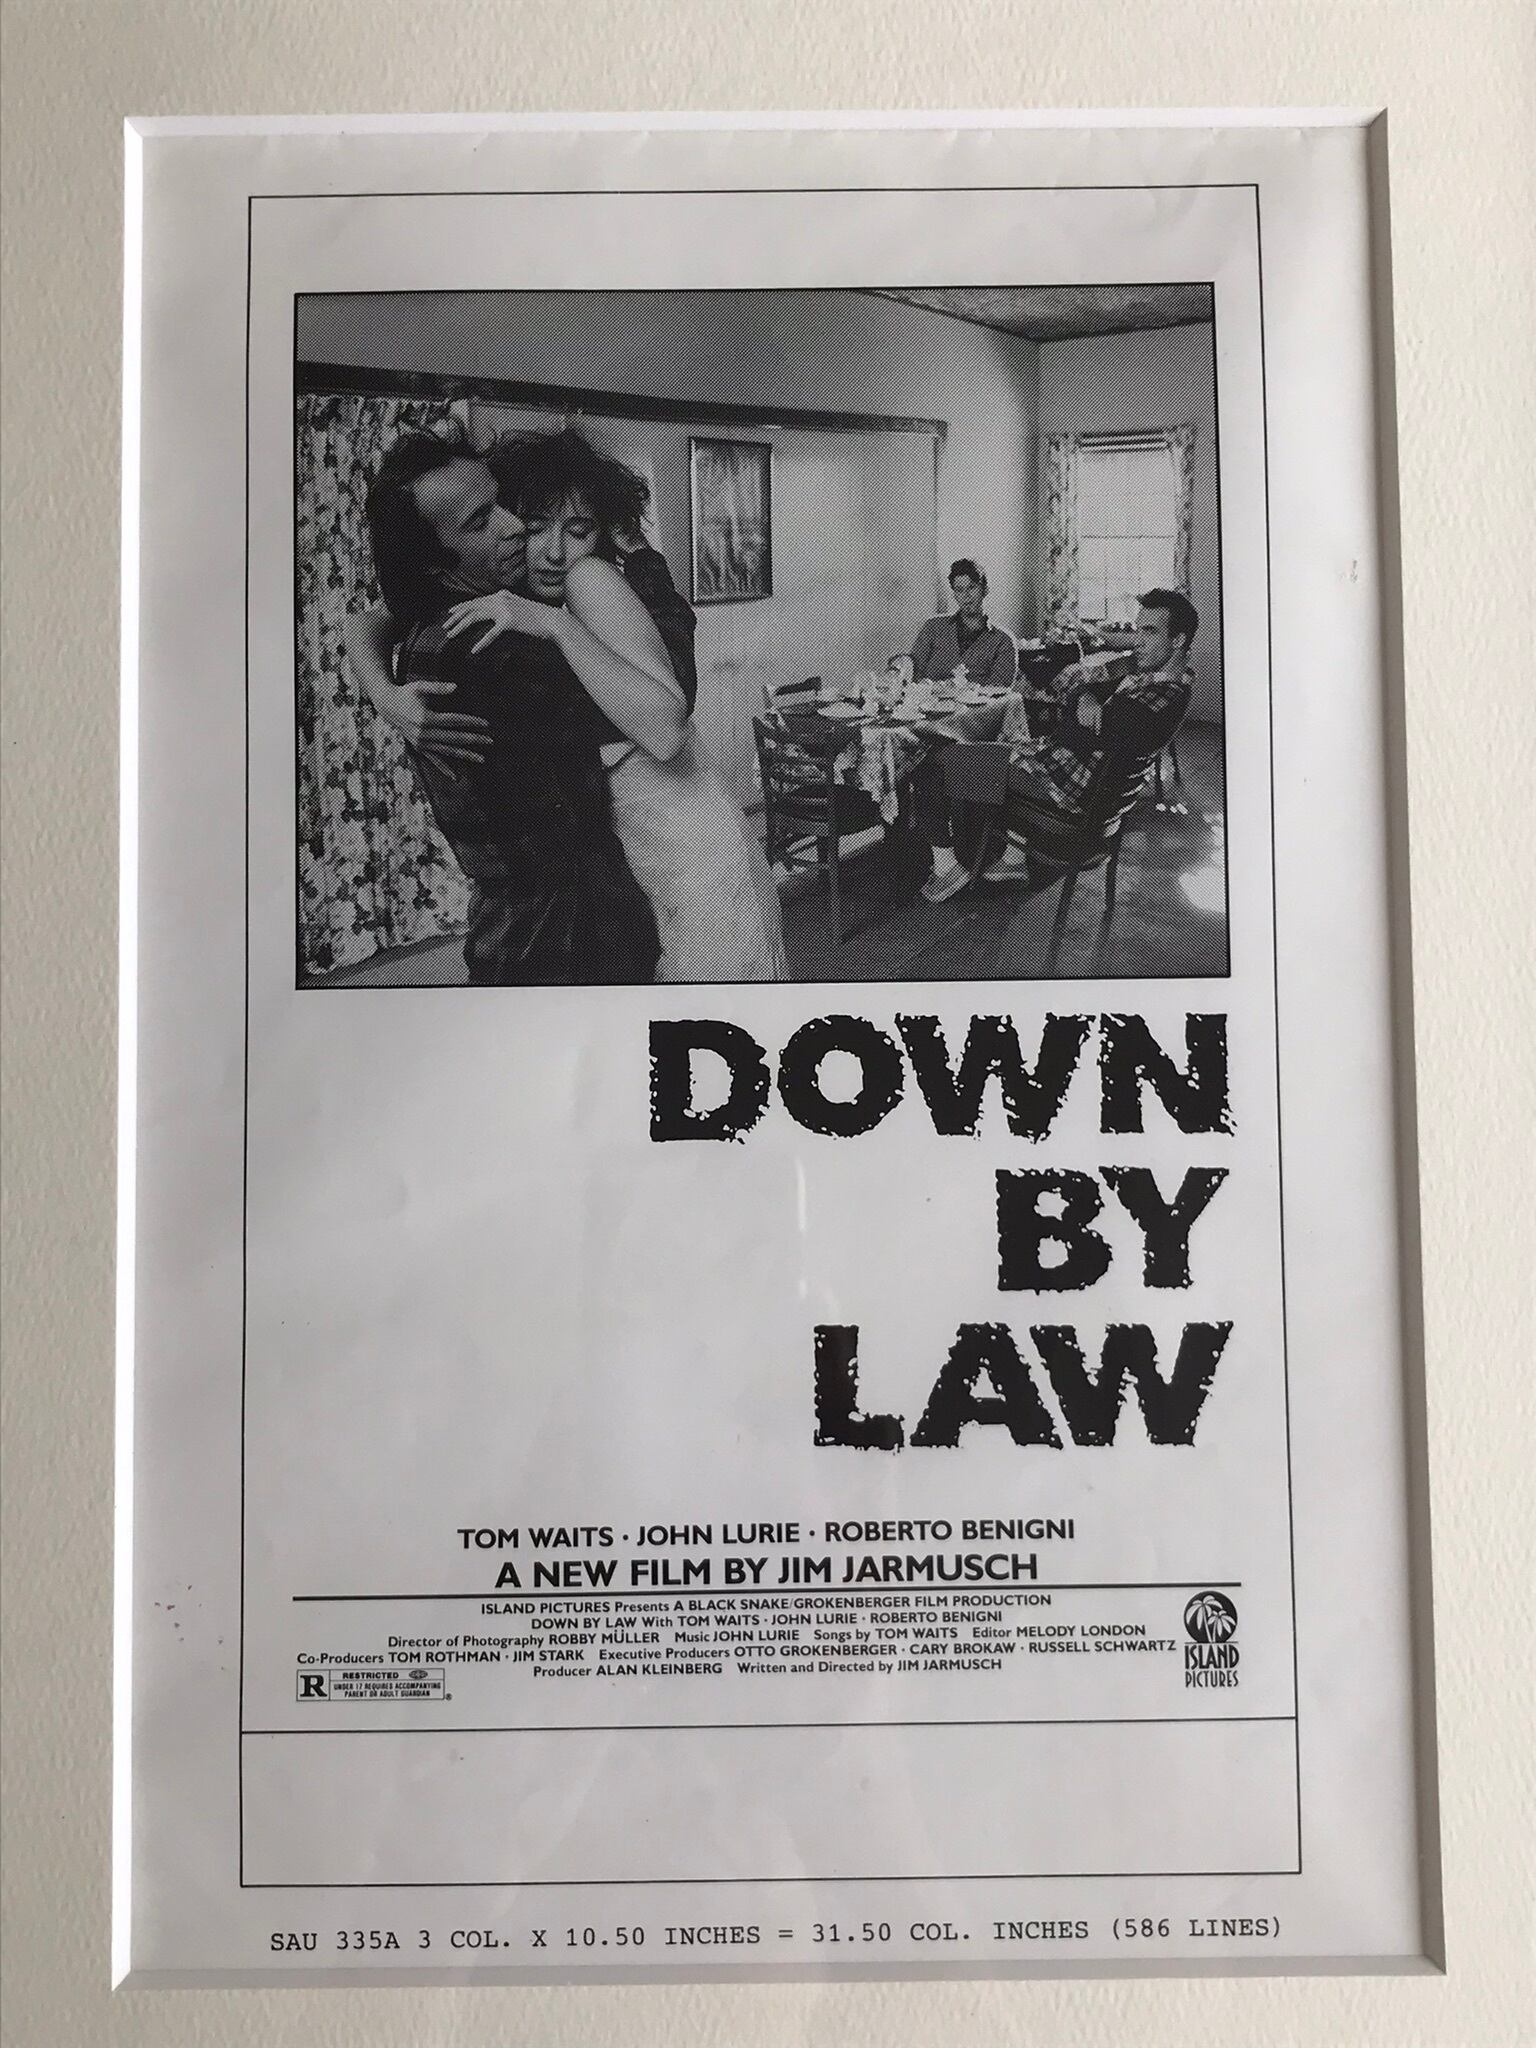 DOWN
BY
LAW
TOM WAITS · JOHN LURIE · ROBERTO BENIGNI
A NEW FILM BY JIM JARMUSCH
ISLAND PICTURES Presents A BLACK SNAKE/GROKENBERGER FILM PRODUCTION
DOWN BY LAW With TOM WAITS · JOHN LURIE · ROBERTO BENIGNI
Director of Photography ROBBY MÜLLER Music JOHN LURIE Songs by TOM WAITS Editor MELODY LONDON
Co-Producers TOM ROTHMAN · JIM STARK Executive Producers OTTO GROKENBERGER · CARY BROKAW · RUSSELL SCHWARTZ
Producer ALAN KLEINBERG Written and Directed by JIM JARMUSCH
R RESTRICTED
UNDER 17 REQUIRES ACCOMPANYING
PARENT OR ADULT GUARDIAN ®
ISLAND
PICTURES
SAU 335A 3 COL. X 10.50 INCHES = 31.50 COL. INCHES (586 LINES)